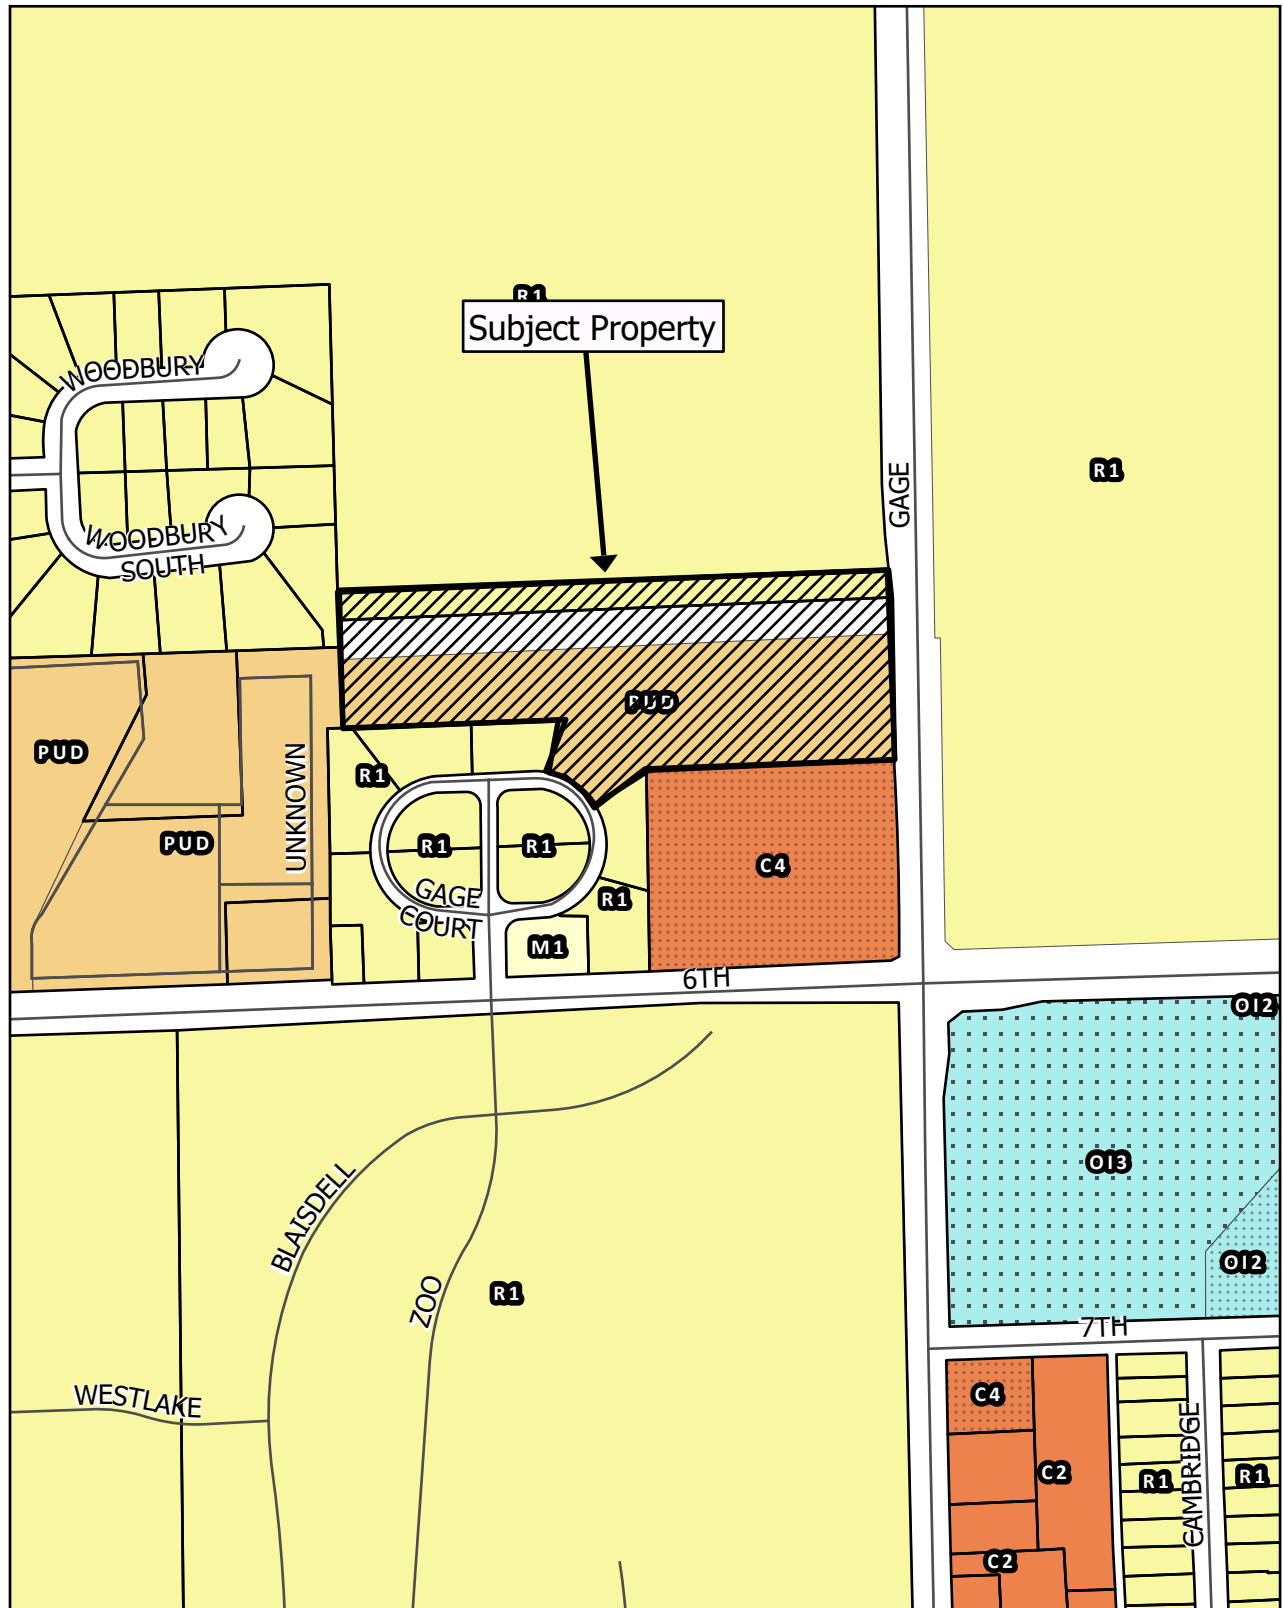 R1
Subject Property
WOODBURY
GAGE
R1
WOODBURY
SOUTH
PUD
PUD
UNKNOWN
R1
PUD
R1
R1
C4
GAGE
COURT
R1
M1
6TH
OI2
BLAISDELL
OI3
ZOO
R1
OI2
7TH
WESTLAKE
C4
C2
R1
CAMBRIDGE
R1
C2